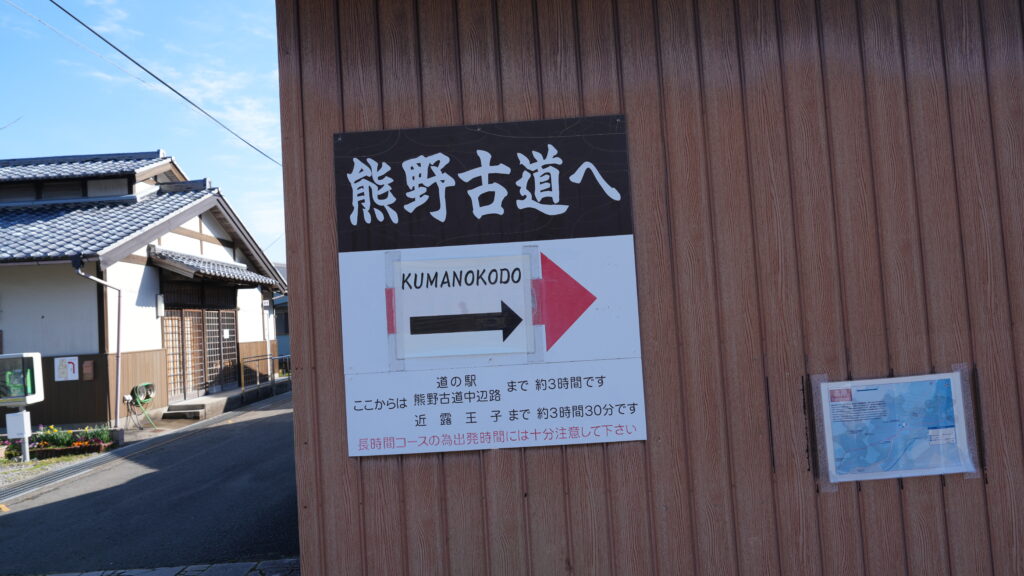 熊野古道へ
KUMANOKODO
道の駅
ここからは 熊野古道中辺路 まで 約3時間です
近露王子 まで 約3時間30分です
長時間コースの為出発時間には十分注意して下さい